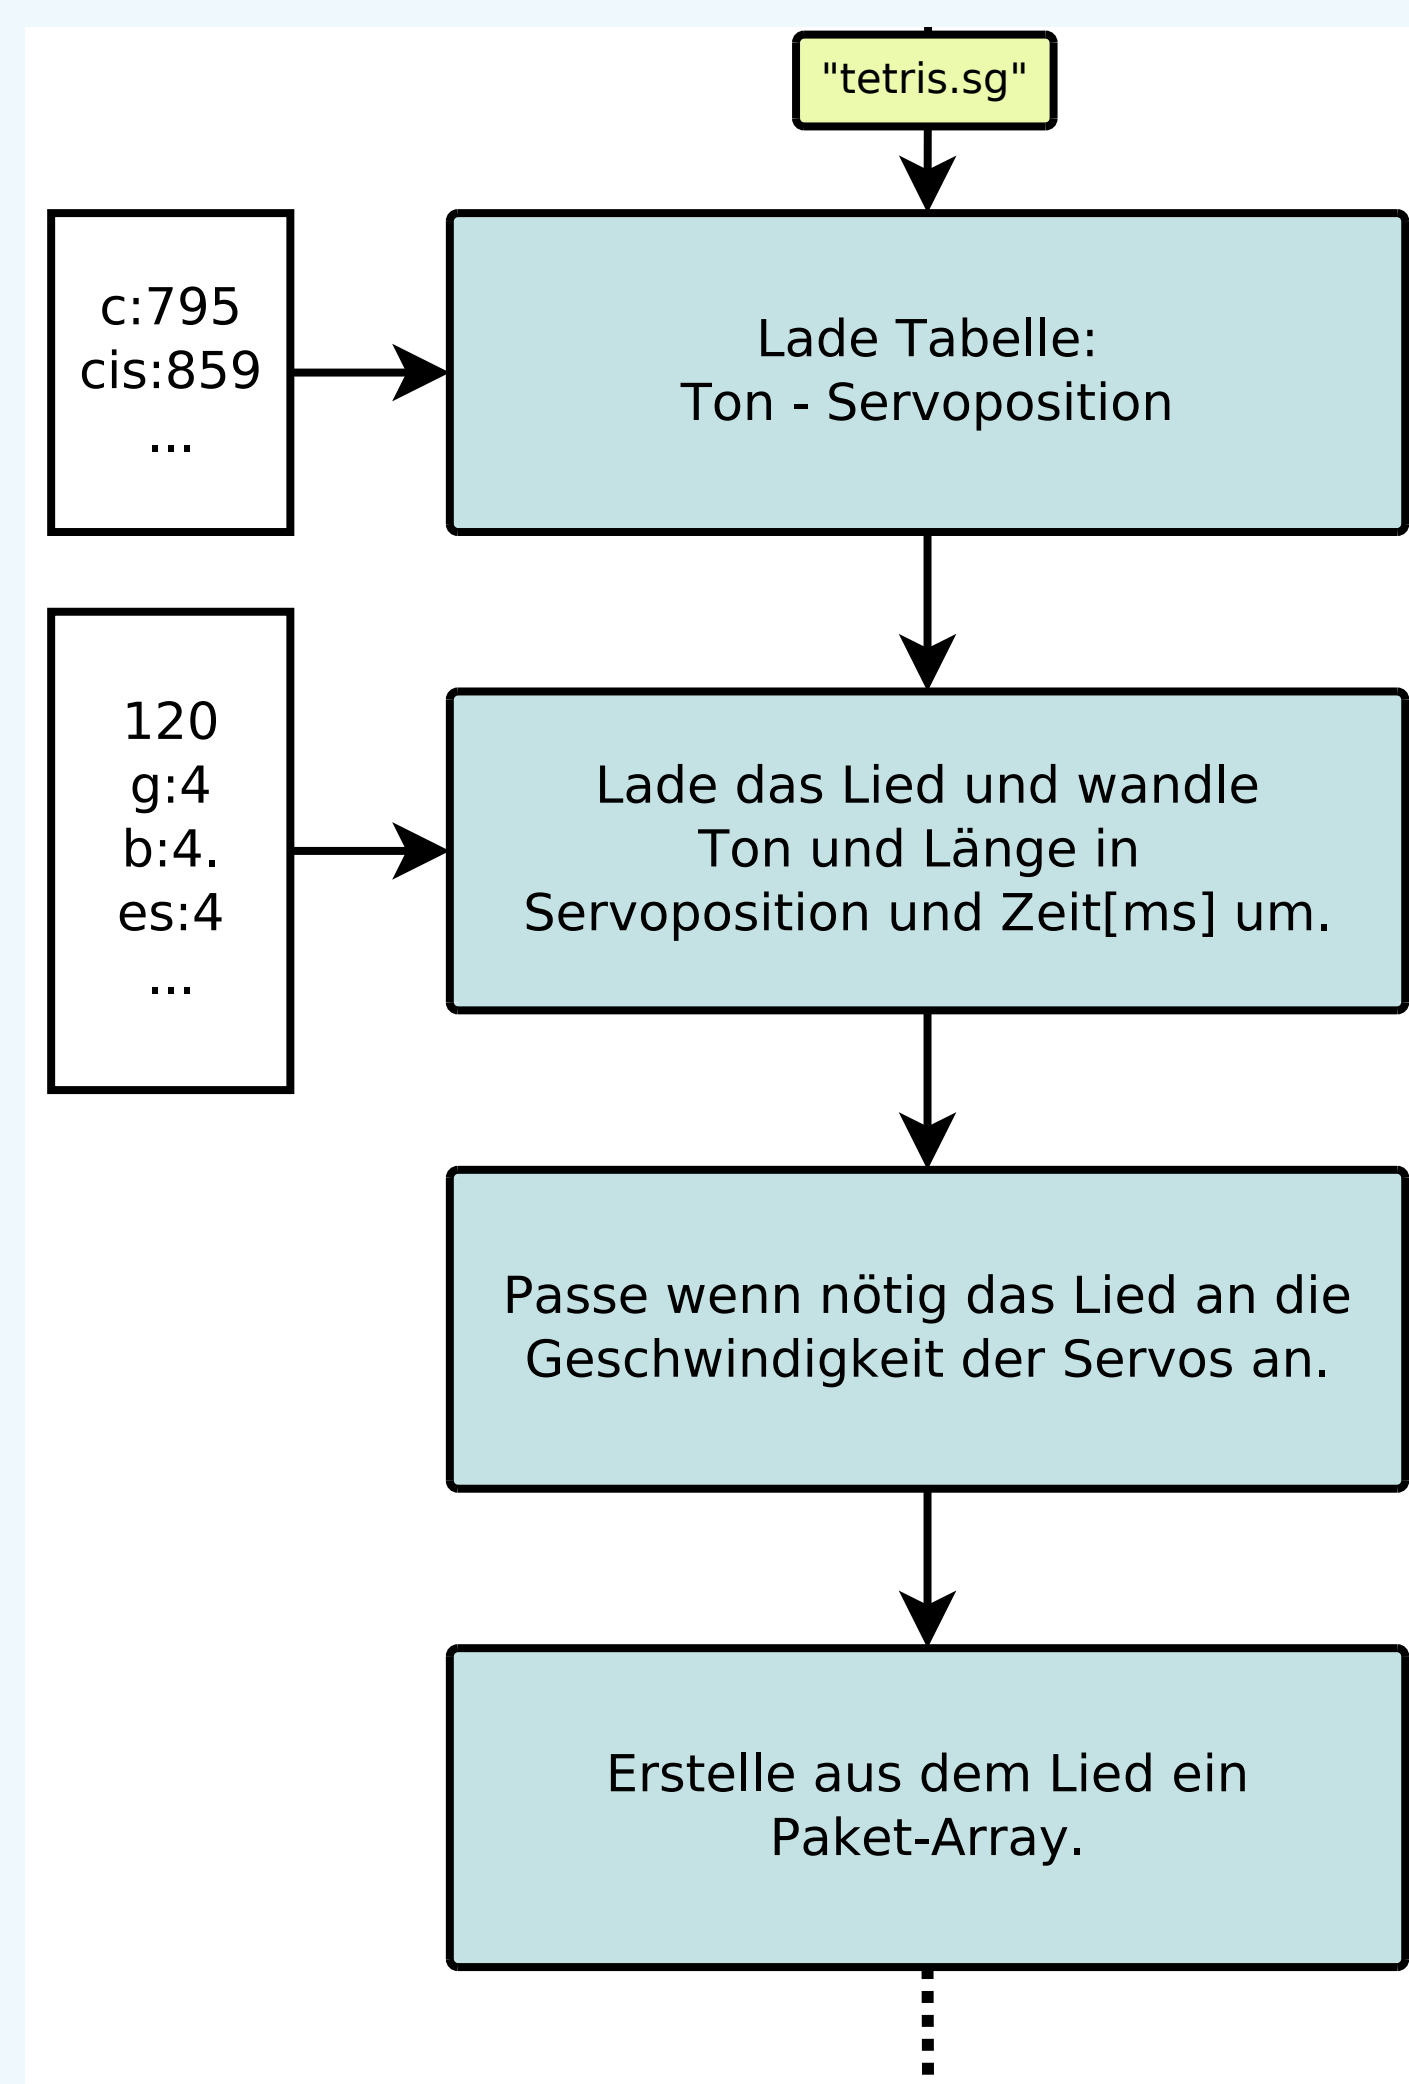 "tetris.sg"
c:795
cis:859
...
Lade Tabelle:
Ton - Servoposition
120
g:4
b:4.
es:4
...
Lade das Lied und wandle
Ton und Länge in
Servoposition und Zeit[ms] um.
Passe wenn nötig das Lied an die
Geschwindigkeit der Servos an.
Erstelle aus dem Lied ein
Paket-Array.